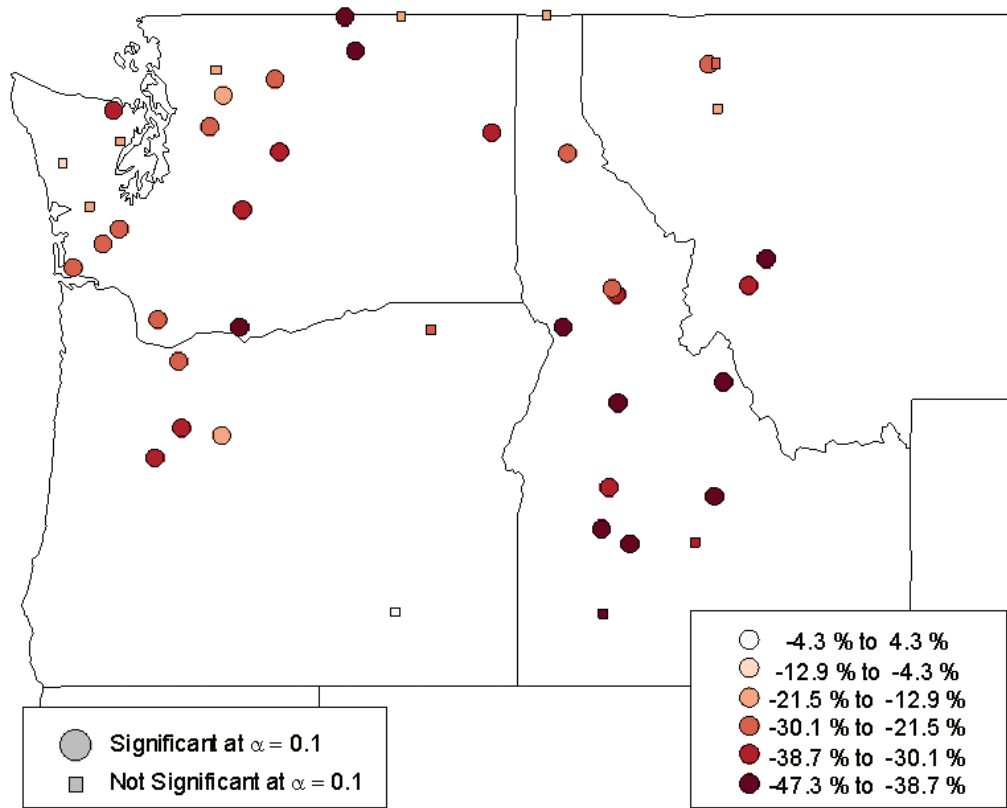 -4.3 % to 4.3 %
-12.9 % to -4.3 %
-21.5 % to -12.9 %
-30.1 % to -21.5 %
-38.7 % to -30.1 %
-47.3 % to -38.7 %
Significant at α = 0.1
Not Significant at α = 0.1